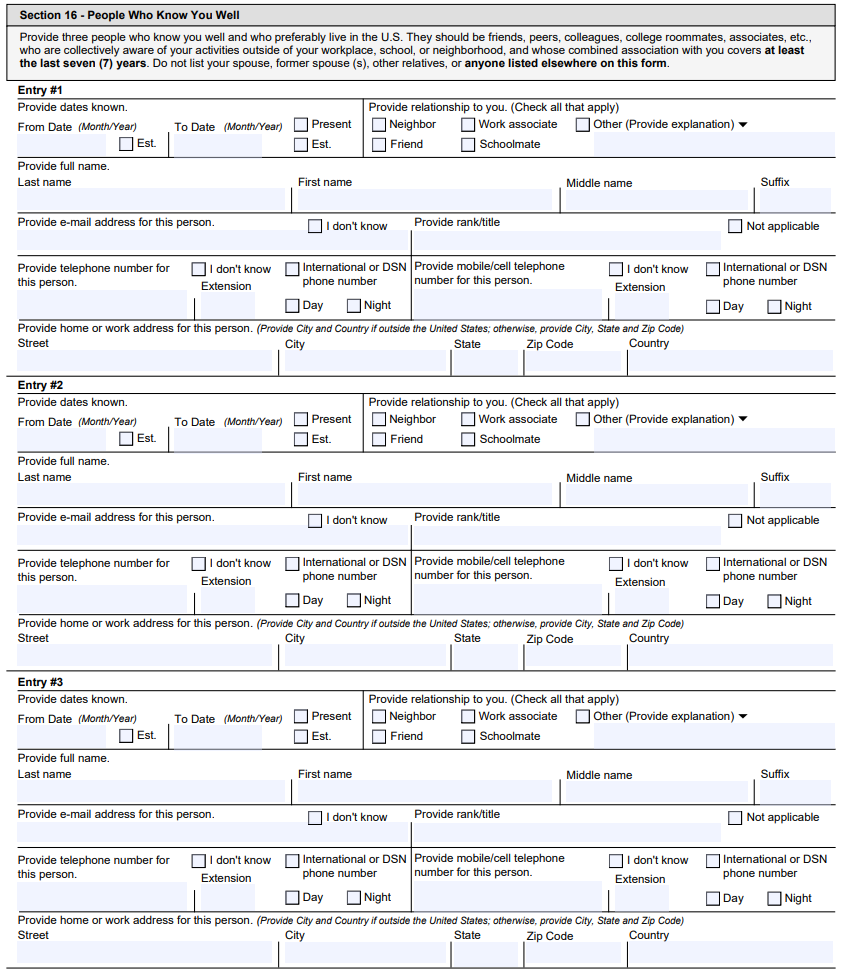 Section 16 - People Who Know You Well
Provide three people who know you well and who preferably live in the U.S. They should be friends, peers, colleagues, college roommates, associates, etc.,
who are collectively aware of your activities outside of your workplace, school, or neighborhood, and whose combined association with you covers at least
the last seven (7) years. Do not list your spouse, former spouse (s), other relatives, or anyone listed elsewhere on this form.
Entry #1
Provide dates known.
From Date (Month/Year)
Est.
To Date (Month/Year)
Present
Est.
Provide relationship to you. (Check all that apply)
Neighbor
Work associate
Other (Provide explanation)
Friend
Schoolmate
Provide full name.
Last name
First name
Middle name
Suffix
Provide e-mail address for this person.
I don't know
Provide rank/title
Not applicable
Provide telephone number for
this person.
I don't know
Extension
International or DSN
phone number
Day
Night
Provide mobile/cell telephone
number for this person.
I don't know
Extension
International or DSN
phone number
Day
Night
Provide home or work address for this person. (Provide City and Country if outside the United States; otherwise, provide City, State and Zip Code)
Street
City
State
Zip Code
Country
Entry #2
Provide dates known.
From Date (Month/Year)
Est.
To Date (Month/Year)
Present
Est.
Provide relationship to you. (Check all that apply)
Neighbor
Work associate
Other (Provide explanation)
Friend
Schoolmate
Provide full name.
Last name
First name
Middle name
Suffix
Provide e-mail address for this person.
I don't know
Provide rank/title
Not applicable
Provide telephone number for
this person.
I don't know
Extension
International or DSN
phone number
Day
Night
Provide mobile/cell telephone
number for this person.
I don't know
Extension
International or DSN
phone number
Day
Night
Provide home or work address for this person. (Provide City and Country if outside the United States; otherwise, provide City, State and Zip Code)
Street
City
State
Zip Code
Country
Entry #3
Provide dates known.
From Date (Month/Year)
Est.
To Date (Month/Year)
Present
Est.
Provide relationship to you. (Check all that apply)
Neighbor
Work associate
Other (Provide explanation)
Friend
Schoolmate
Provide full name.
Last name
First name
Middle name
Suffix
Provide e-mail address for this person.
I don't know
Provide rank/title
Not applicable
Provide telephone number for
this person.
I don't know
Extension
International or DSN
phone number
Day
Night
Provide mobile/cell telephone
number for this person.
I don't know
Extension
International or DSN
phone number
Day
Night
Provide home or work address for this person. (Provide City and Country if outside the United States; otherwise, provide City, State and Zip Code)
Street
City
State
Zip Code
Country